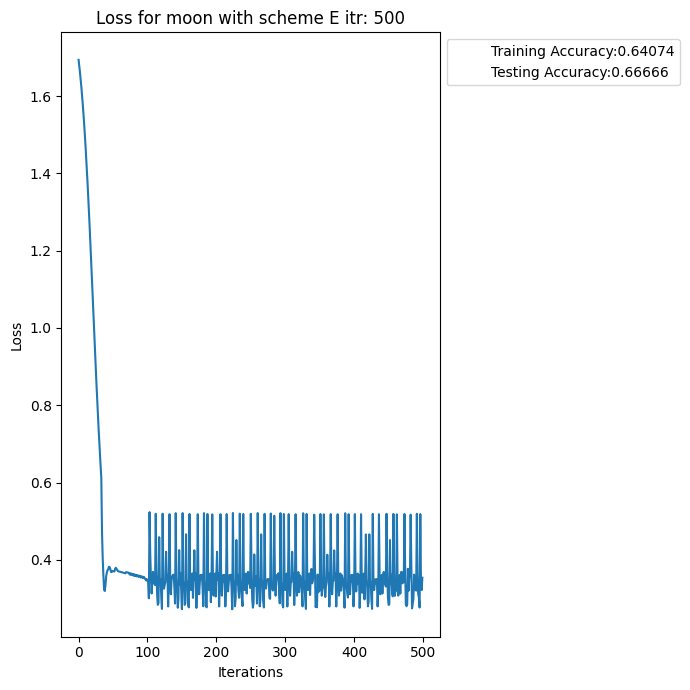 Loss for moon with scheme E itr: 500
Training Accuracy:0.64074
Testing Accuracy:0.66666
1.6
1.4
1.2
1.0
0.8
0.6
0.4
Loss
0 100 200 300 400 500
Iterations